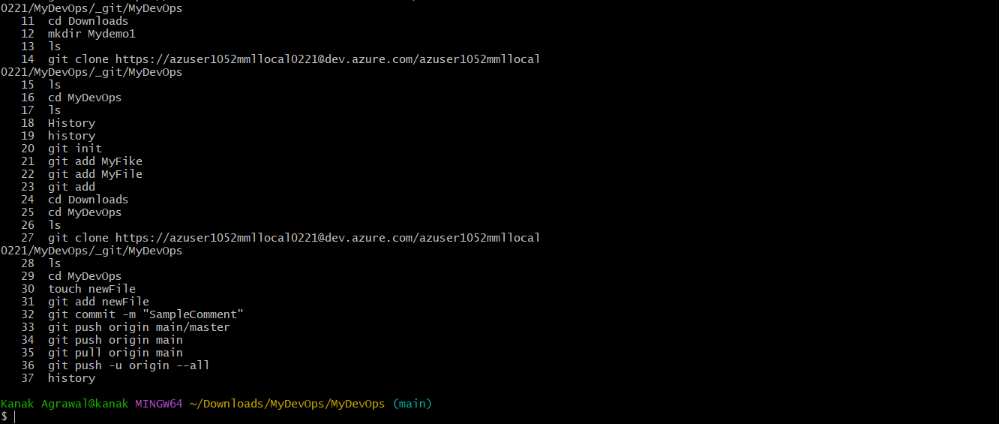 0221/MyDevOps/_git/MyDevOps
11 cd Downloads
12 mkdir Mydemo1
13 ls
14 git clone https://azuser1052mmllocal0221@dev.azure.com/azuser1052mmllocal
0221/MyDevOps/_git/MyDevOps
15 ls
16 cd MyDevOps
17 ls
18 History
19 history
20 git init
21 git add MyFike
22 git add MyFile
23 git add
24 cd Downloads
25 cd MyDevOps
26 ls
27 git clone https://azuser1052mmllocal0221@dev.azure.com/azuser1052mmllocal
0221/MyDevOps/_git/MyDevOps
28 ls
29 cd MyDevOps
30 touch newFile
31 git add newFile
32 git commit -m "SampleComment"
33 git push origin main/master
34 git push origin main
35 git pull origin main
36 git push -u origin --all
37 history
Kanak Agrawal@kanak MINGW64 ~/Downloads/MyDevOps/MyDevOps (main)
$